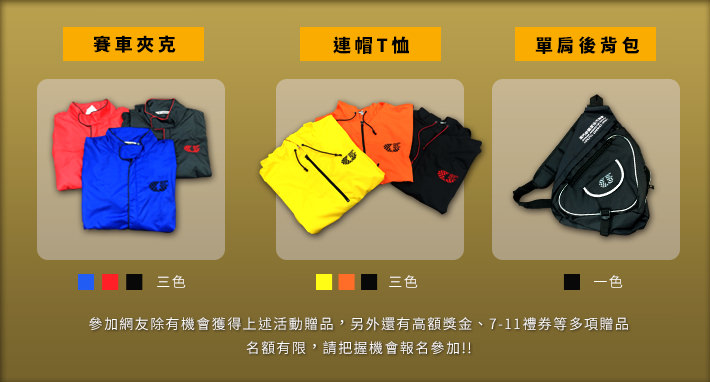 賽車夾克
連帽T恤
單肩後背包
三色
三色
一色
參加網友除有機會獲得上述活動贈品，另外還有高額獎金、7-11禮券等多項贈品
名額有限，請把握機會報名參加!!